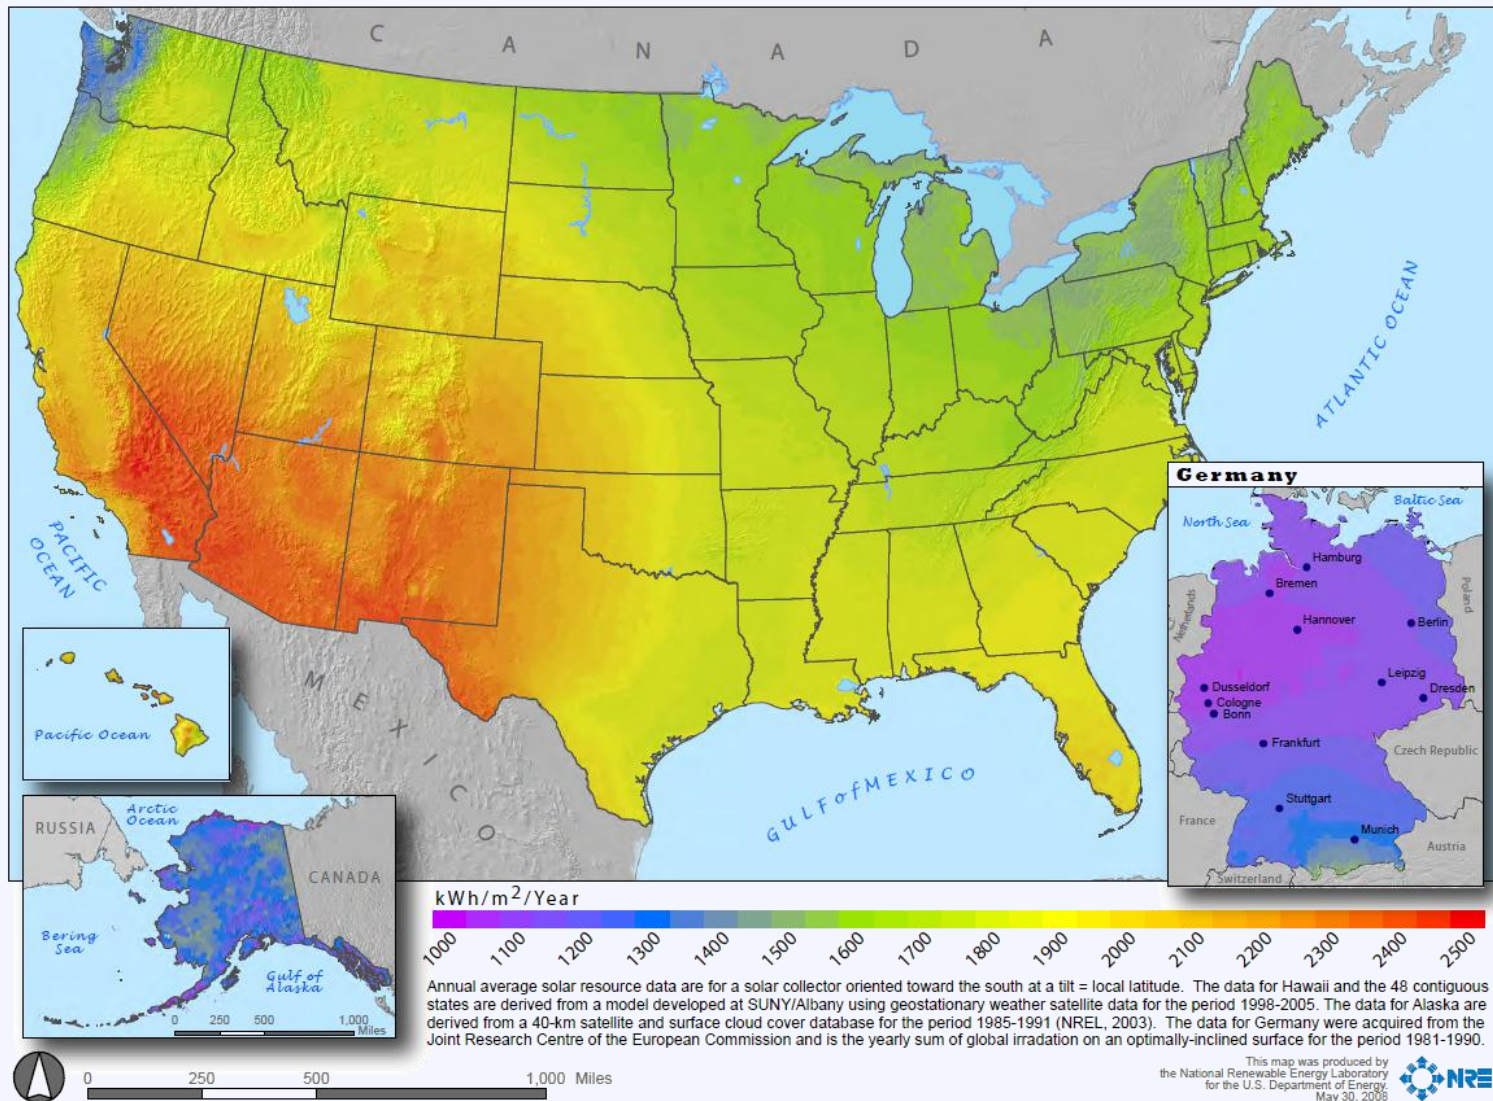 CANADA
ATLANTIC OCEAN
PACIFIC
OCEAN
MEXICO
GULF of MEXICO
Pacific Ocean
Arctic
Ocean
RUSSIA
CANADA
Bering
Sea
Gulf of
Alaska
0 250 500 1,000
Miles
Germany
North Sea
Baltic Sea
Hamburg
Bremen
Netherlands
Poland
Hannover
Berlin
Leipzig
Dusseldorf
Dresden
Cologne
Bonn
Frankfurt
Czech Republic
Stuttgart
France
Munich
Austria
Switzerland
kWh/m²/Year
1000 1100 1200 1300 1400 1500 1600 1700 1800 1900 2000 2100 2200 2300 2400 2500
Annual average solar resource data are for a solar collector oriented toward the south at a tilt = local latitude. The data for Hawaii and the 48 contiguous
states are derived from a model developed at SUNY/Albany using geostationary weather satellite data for the period 1998-2005. The data for Alaska are
derived from a 40-km satellite and surface cloud cover database for the period 1985-1991 (NREL, 2003). The data for Germany were acquired from the
Joint Research Centre of the European Commission and is the yearly sum of global irradation on an optimally-inclined surface for the period 1981-1990.
0 250 500 1,000 Miles
This map was produced by
the National Renewable Energy Laboratory
for the U.S. Department of Energy.
May 30, 2008
NRE